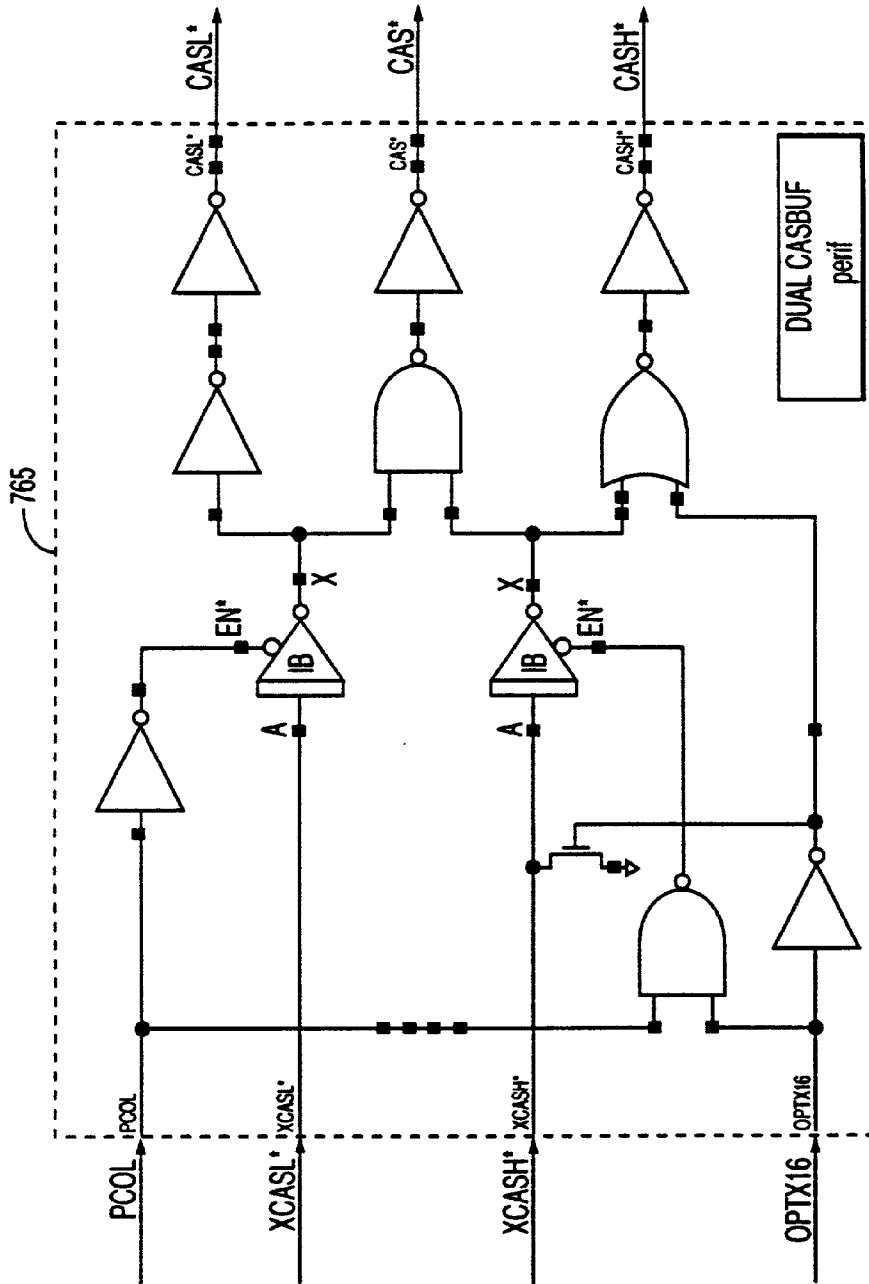 765
CASL*
CASL*
CAS*
CAS*
CASH*
CASH*
X
EN*
IB
A
X
EN*
IB
A
DUAL CASBUF
perif
PCOL
PCOL
XCASL*
XCASL*
XCASH*
XCASH*
OPTX16
OPTX16